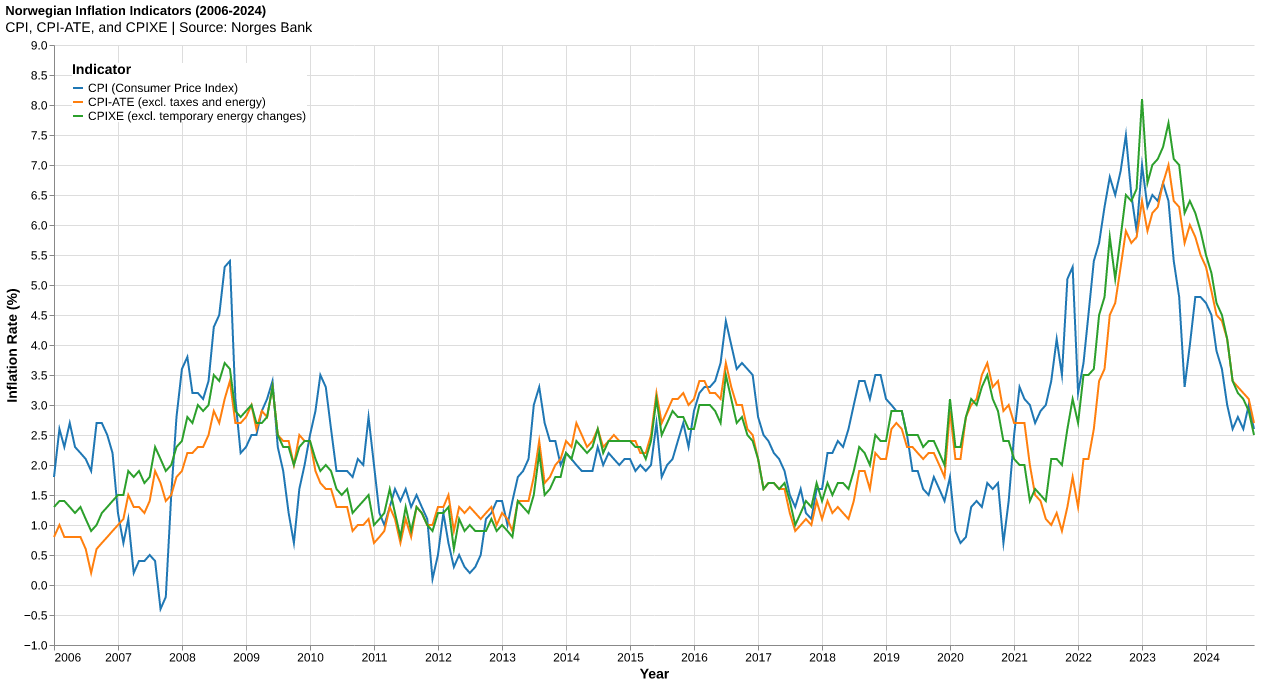 Norwegian Inflation Indicators (2006-2024)
CPI, CPI-ATE, and CPIXE | Source: Norges Bank
Indicator
CPI (Consumer Price Index)
CPI-ATE (excl. taxes and energy)
CPIXE (excl. temporary energy changes)
Inflation Rate (%)
9.0
8.5
8.0
7.5
7.0
6.5
6.0
5.5
5.0
4.5
4.0
3.5
3.0
2.5
2.0
1.5
1.0
0.5
0.0
−0.5
−1.0
2006 2007 2008 2009 2010 2011 2012 2013 2014 2015 2016 2017 2018 2019 2020 2021 2022 2023 2024
Year